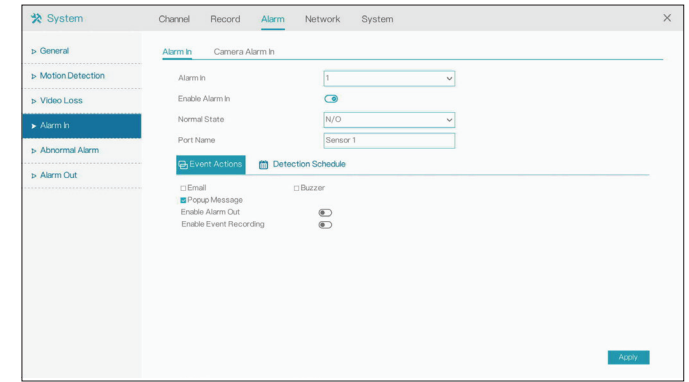 System
Channel Record Alarm Network System
General
Motion Detection
Video Loss
Alarm In
Abnormal Alarm
Alarm Out
Alarm In Camera Alarm In
Alarm in 1
Enable Alarm In
Normal State N/O
Port Name Sensor 1
Event Actions Detection Schedule
Email Buzzer
Popup Message
Enable Alarm Out
Enable Event Recording
Apply